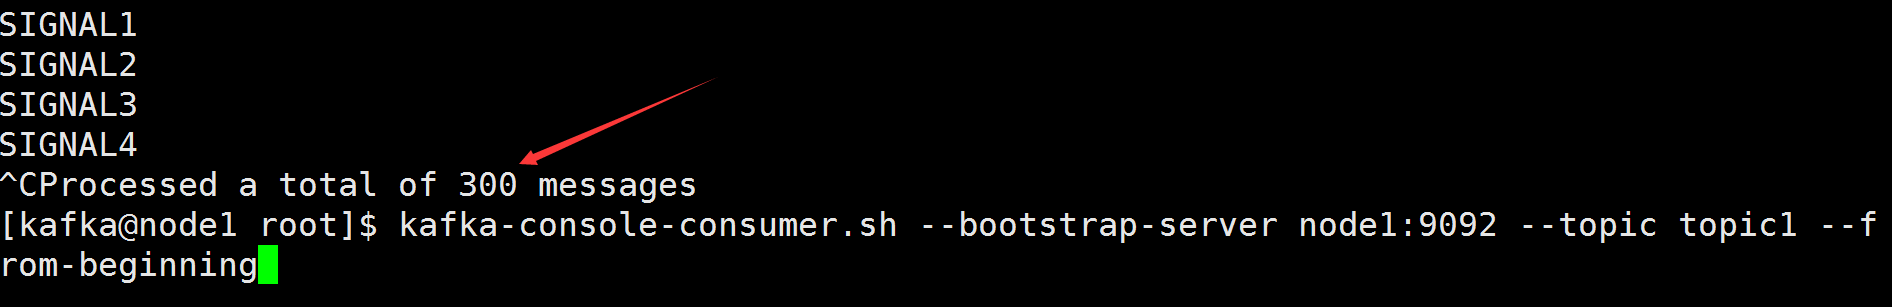 SIGNAL1
SIGNAL2
SIGNAL3
SIGNAL4
^CProcessed a total of 300 messages
[kafka@node1 root]$ kafka-console-consumer.sh --bootstrap-server node1:9092 --topic topic1 --f
rom-beginning